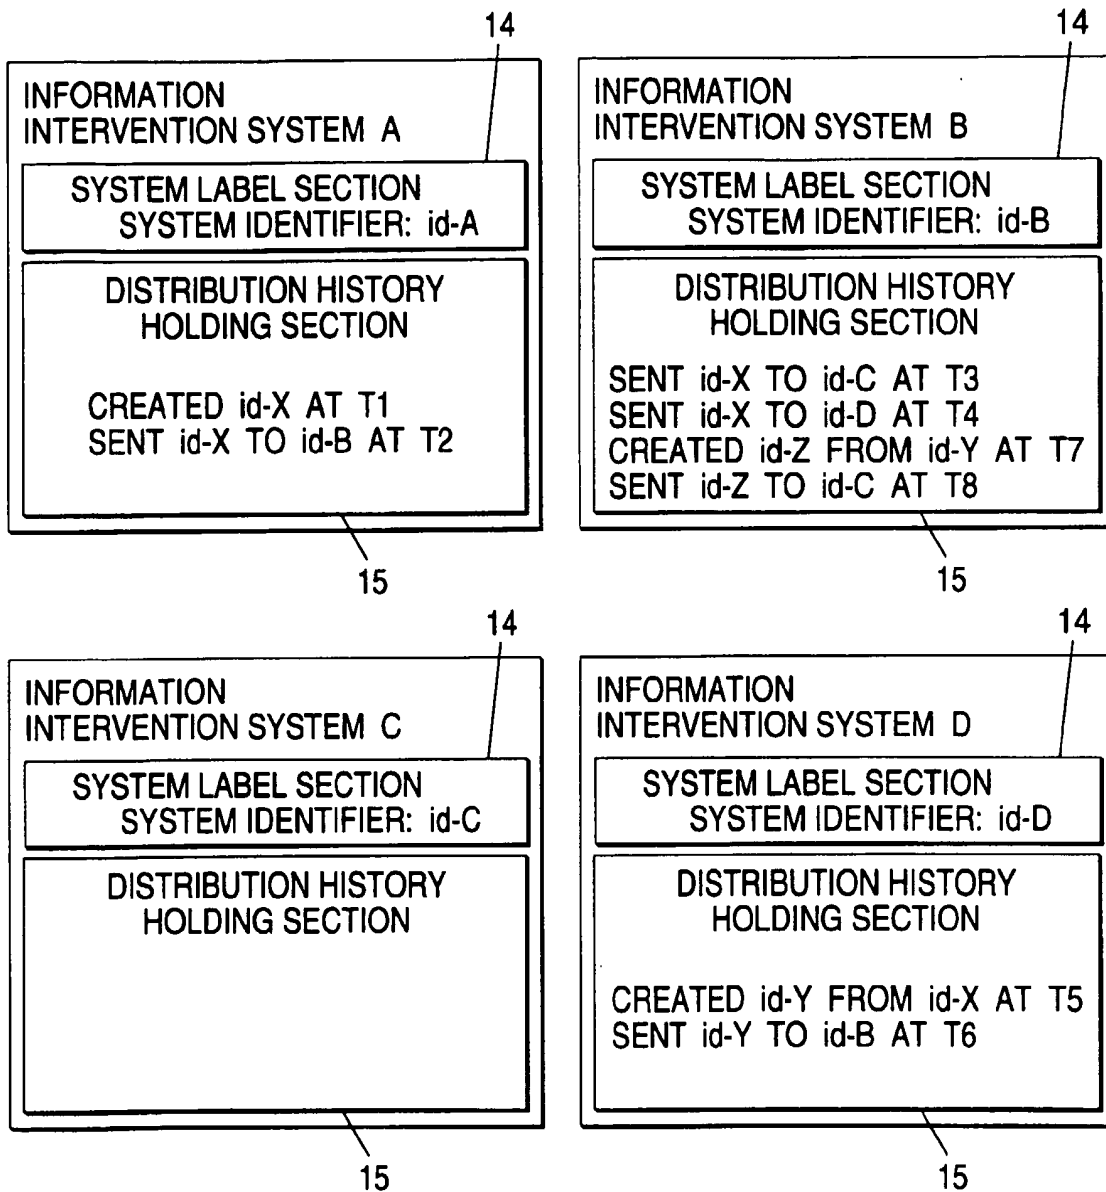 14
INFORMATION
INTERVENTION SYSTEM A
SYSTEM LABEL SECTION
SYSTEM IDENTIFIER: id-A
DISTRIBUTION HISTORY
HOLDING SECTION
CREATED id-X AT T1
SENT id-X TO id-B AT T2
15
14
INFORMATION
INTERVENTION SYSTEM B
SYSTEM LABEL SECTION
SYSTEM IDENTIFIER: id-B
DISTRIBUTION HISTORY
HOLDING SECTION
SENT id-X TO id-C AT T3
SENT id-X TO id-D AT T4
CREATED id-Z FROM id-Y AT T7
SENT id-Z TO id-C AT T8
15
14
INFORMATION
INTERVENTION SYSTEM C
SYSTEM LABEL SECTION
SYSTEM IDENTIFIER: id-C
DISTRIBUTION HISTORY
HOLDING SECTION
15
14
INFORMATION
INTERVENTION SYSTEM D
SYSTEM LABEL SECTION
SYSTEM IDENTIFIER: id-D
DISTRIBUTION HISTORY
HOLDING SECTION
CREATED id-Y FROM id-X AT T5
SENT id-Y TO id-B AT T6
15